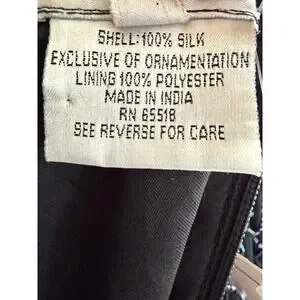 SHELL: 100% SILK
EXCLUSIVE OF ORNAMENTATION
LINING 100% POLYESTER
MADE IN INDIA
RN 65518
SEE REVERSE FOR CARE